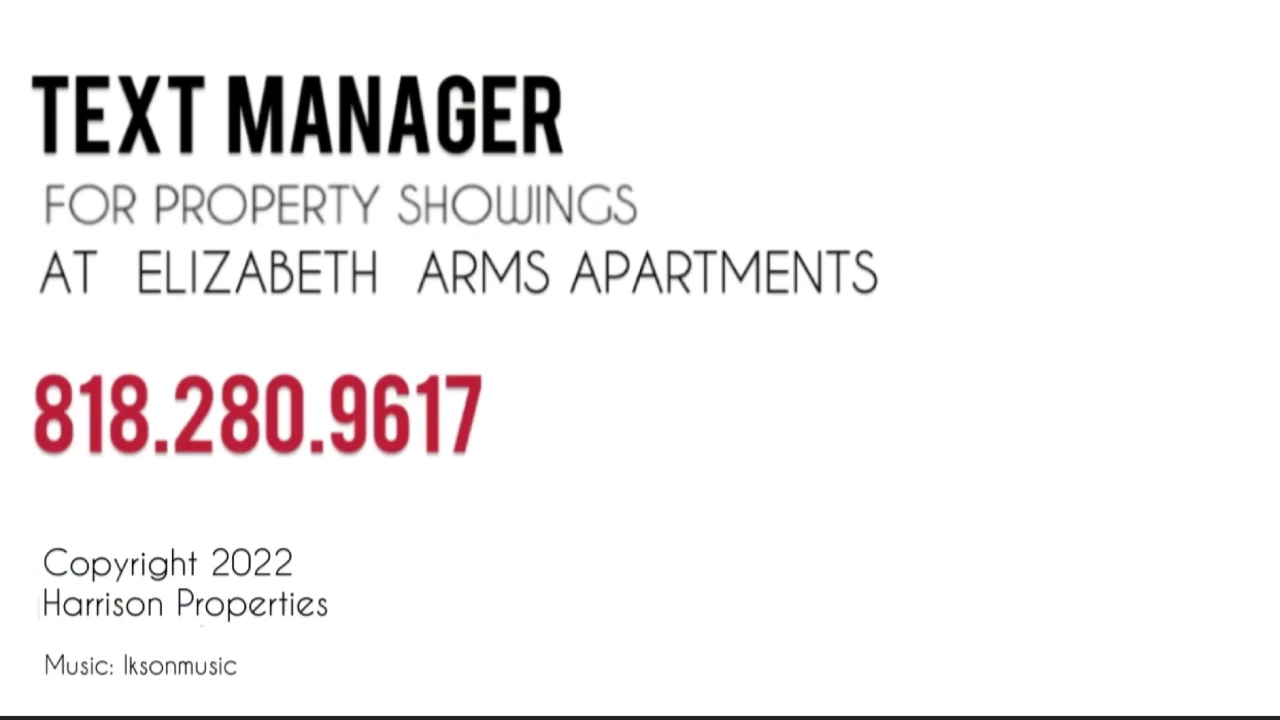 TEXT MANAGER
FOR PROPERTY SHOWINGS
AT ELIZABETH ARMS APARTMENTS
818.280.9617
Copyright 2022
Harrison Properties
Music: Iksonmusic